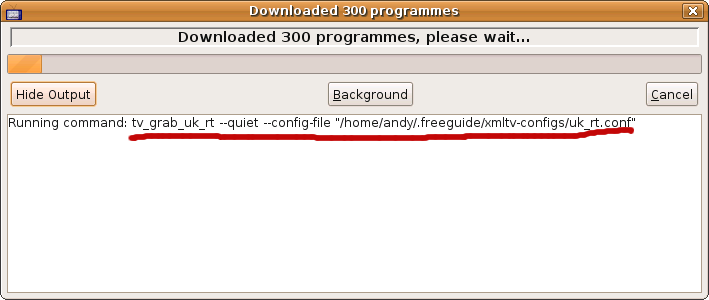 Downloaded 300 programmes
Downloaded 300 programmes, please wait...
Hide Output Background Cancel
Running command: tv_grab_uk_rt --quiet --config-file "/home/andy/.freeguide/xmltv-configs/uk_rt.conf"